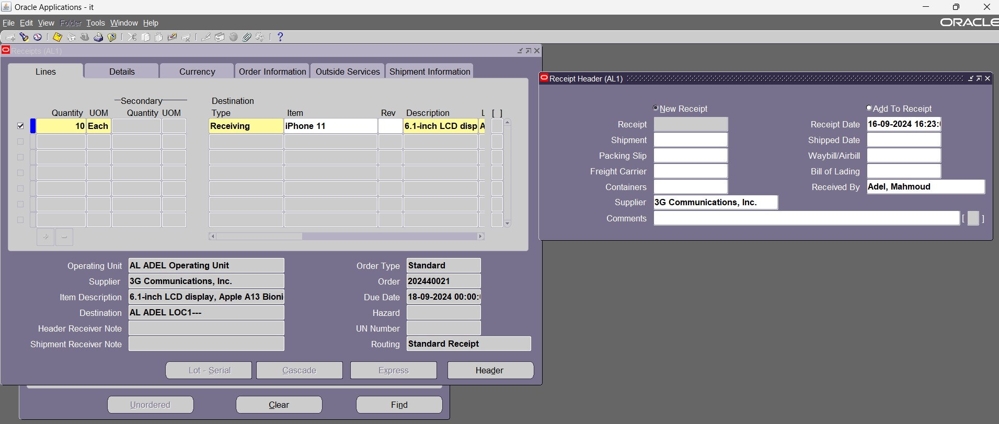 Oracle Applications - it
File Edit View Folder Tools Window Help
ORACLE
Receipts (AL1)
Lines Details Currency Order Information Outside Services Shipment Information
Secondary Destination
Quantity UOM Quantity UOM Type Item Rev Description L [ ]
10 Each Receiving iPhone 11 6.1-inch LCD disp A
Operating Unit AL ADEL Operating Unit Order Type Standard
Supplier 3G Communications, Inc. Order 202440021
Item Description 6.1-inch LCD display, Apple A13 Bioni Due Date 18-09-2024 00:00:
Destination AL ADEL LOC1--- Hazard
Header Receiver Note UN Number
Shipment Receiver Note Routing Standard Receipt
Lot - Serial Cascade Express Header
Unordered Clear Find
Receipt Header (AL1)
New Receipt Add To Receipt
Receipt Receipt Date 16-09-2024 16:23:
Shipment Shipped Date
Packing Slip Waybill/Airbill
Freight Carrier Bill of Lading
Containers Received By Adel, Mahmoud
Supplier 3G Communications, Inc.
Comments [ ]